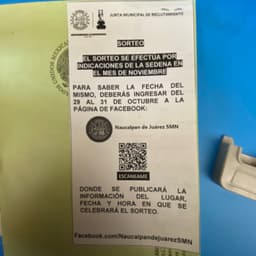 JUNTA MUNICIPAL DE RECLUTAMIENTO
SORTEO
EL SORTEO SE EFECTUA POR
INDICACIONES DE LA SEDENA EN
EL MES DE NOVIEMBRE
PARA SABER LA FECHA DEL
MISMO, DEBERÁS INGRESAR DEL
29 AL 31 DE OCTUBRE A LA
PÁGINA DE FACEBOOK:
Naucalpan de Juárez SMN
ESCANEAME
DONDE SE PUBLICARÁ LA
INFORMACIÓN DEL LUGAR,
FECHA Y HORA EN QUE SE
CELEBRARÁ EL SORTEO.
Facebook.com/NaucalpandejuarezSMN